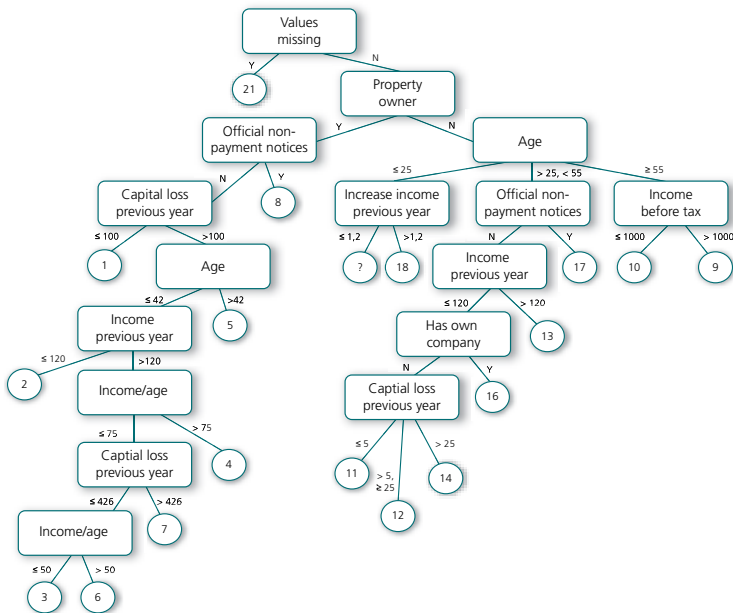 Values
missing
Y
N
21
Property
owner
Y
N
Official non-
payment notices
Age
N
Y
≤ 25
> 25, < 55
≥ 55
Capital loss
previous year
8
Increase income
previous year
Official non-
payment notices
Income
before tax
≤ 100
>100
≤ 1,2
>1,2
N
Y
≤ 1000
> 1000
1
Age
?
18
Income
previous year
17
10
9
≤ 42
>42
≤ 120
> 120
Income
previous year
5
Has own
company
13
≤ 120
>120
N
Y
2
Income/age
Captial loss
previous year
16
≤ 75
> 75
≤ 5
> 5,
≥ 25
> 25
Captial loss
previous year
4
11
14
12
≤ 426
> 426
Income/age
7
≤ 50
> 50
3
6